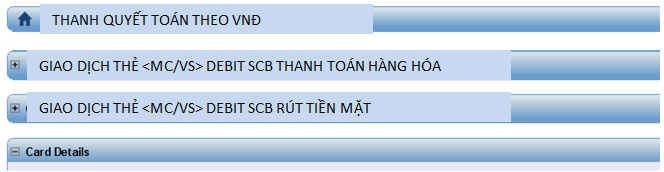 THANH QUYẾT TOÁN THEO VNĐ
GIAO DỊCH THẺ <MC/VS> DEBIT SCB THANH TOÁN HÀNG HÓA
GIAO DỊCH THẺ <MC/VS> DEBIT SCB RÚT TIỀN MẶT
Card Details